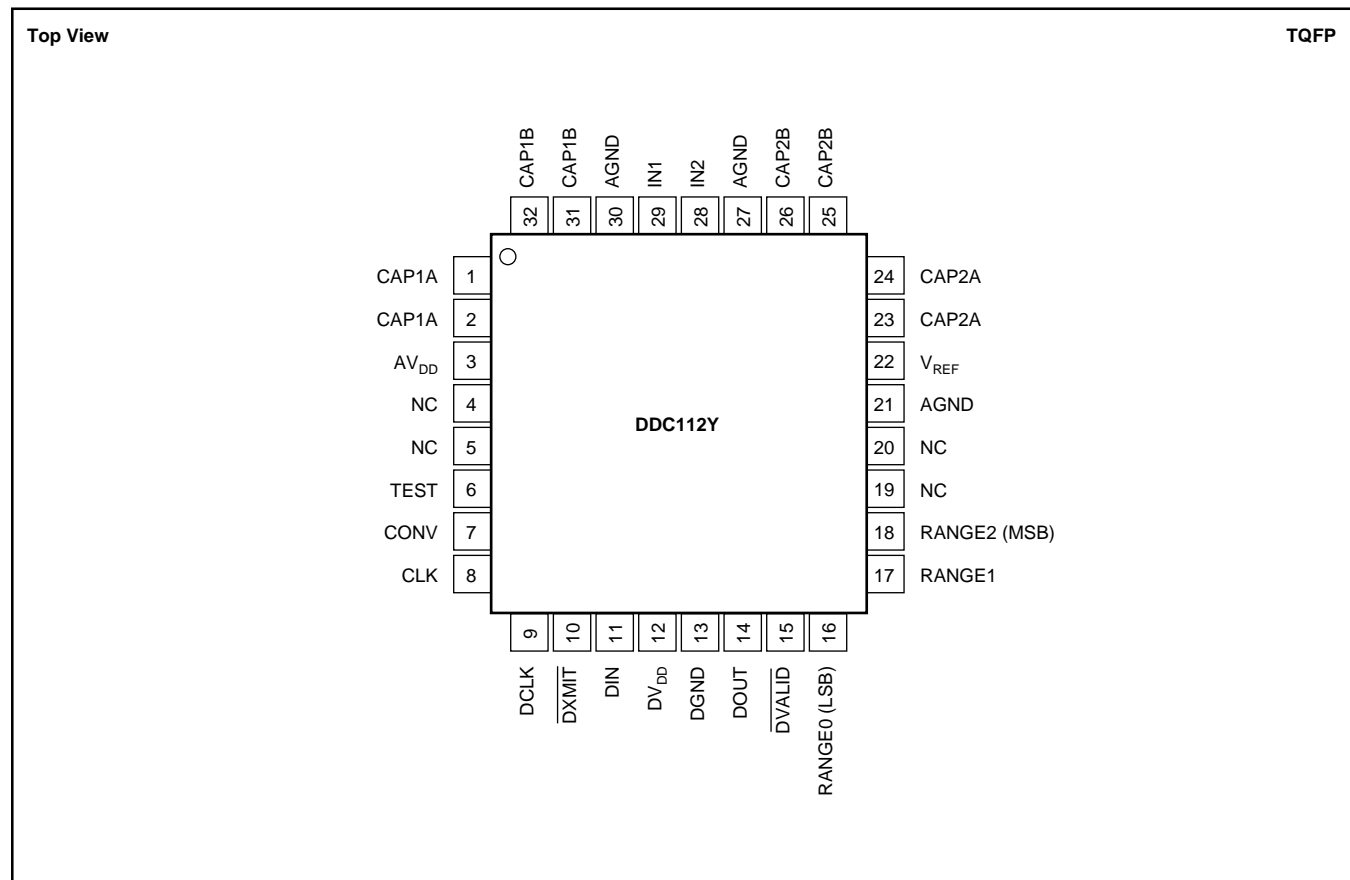 Top View
TQFP
CAP1B
CAP1B
AGND
IN1
IN2
AGND
CAP2B
CAP2B
32
31
30
29
28
27
26
25
CAP1A 1
CAP1A 2
AVDD 3
NC 4
NC 5
TEST 6
CONV 7
CLK 8
DDC112Y
24 CAP2A
23 CAP2A
22 VREF
21 AGND
20 NC
19 NC
18 RANGE2 (MSB)
17 RANGE1
9
10
11
12
13
14
15
16
DCLK
DXMIT
DIN
DVDD
DGND
DOUT
DVALID
RANGE0 (LSB)